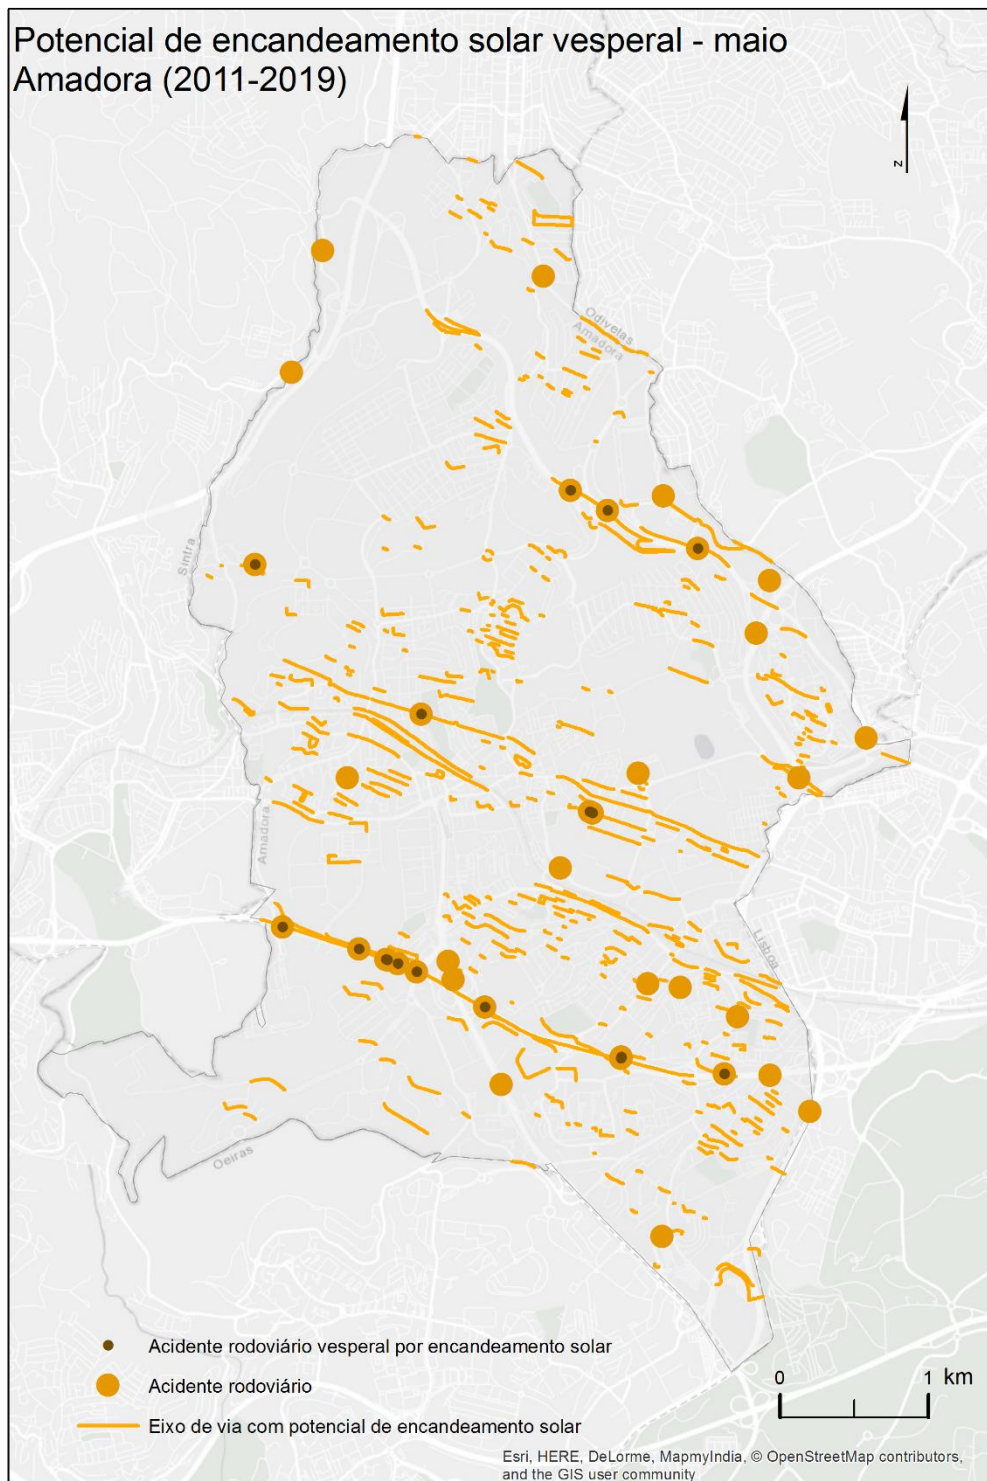 Potencial de encandeamento solar vesperal - maio
Amadora (2011-2019)
z
Odivelas
Amadora
Sintra
Amadora
Lisboa
Oeiras
Acidente rodoviário vesperal por encandeamento solar
Acidente rodoviário
Eixo de via com potencial de encandeamento solar
0 1 km
Esri, HERE, DeLorme, MapmyIndia, © OpenStreetMap contributors,
and the GIS user community